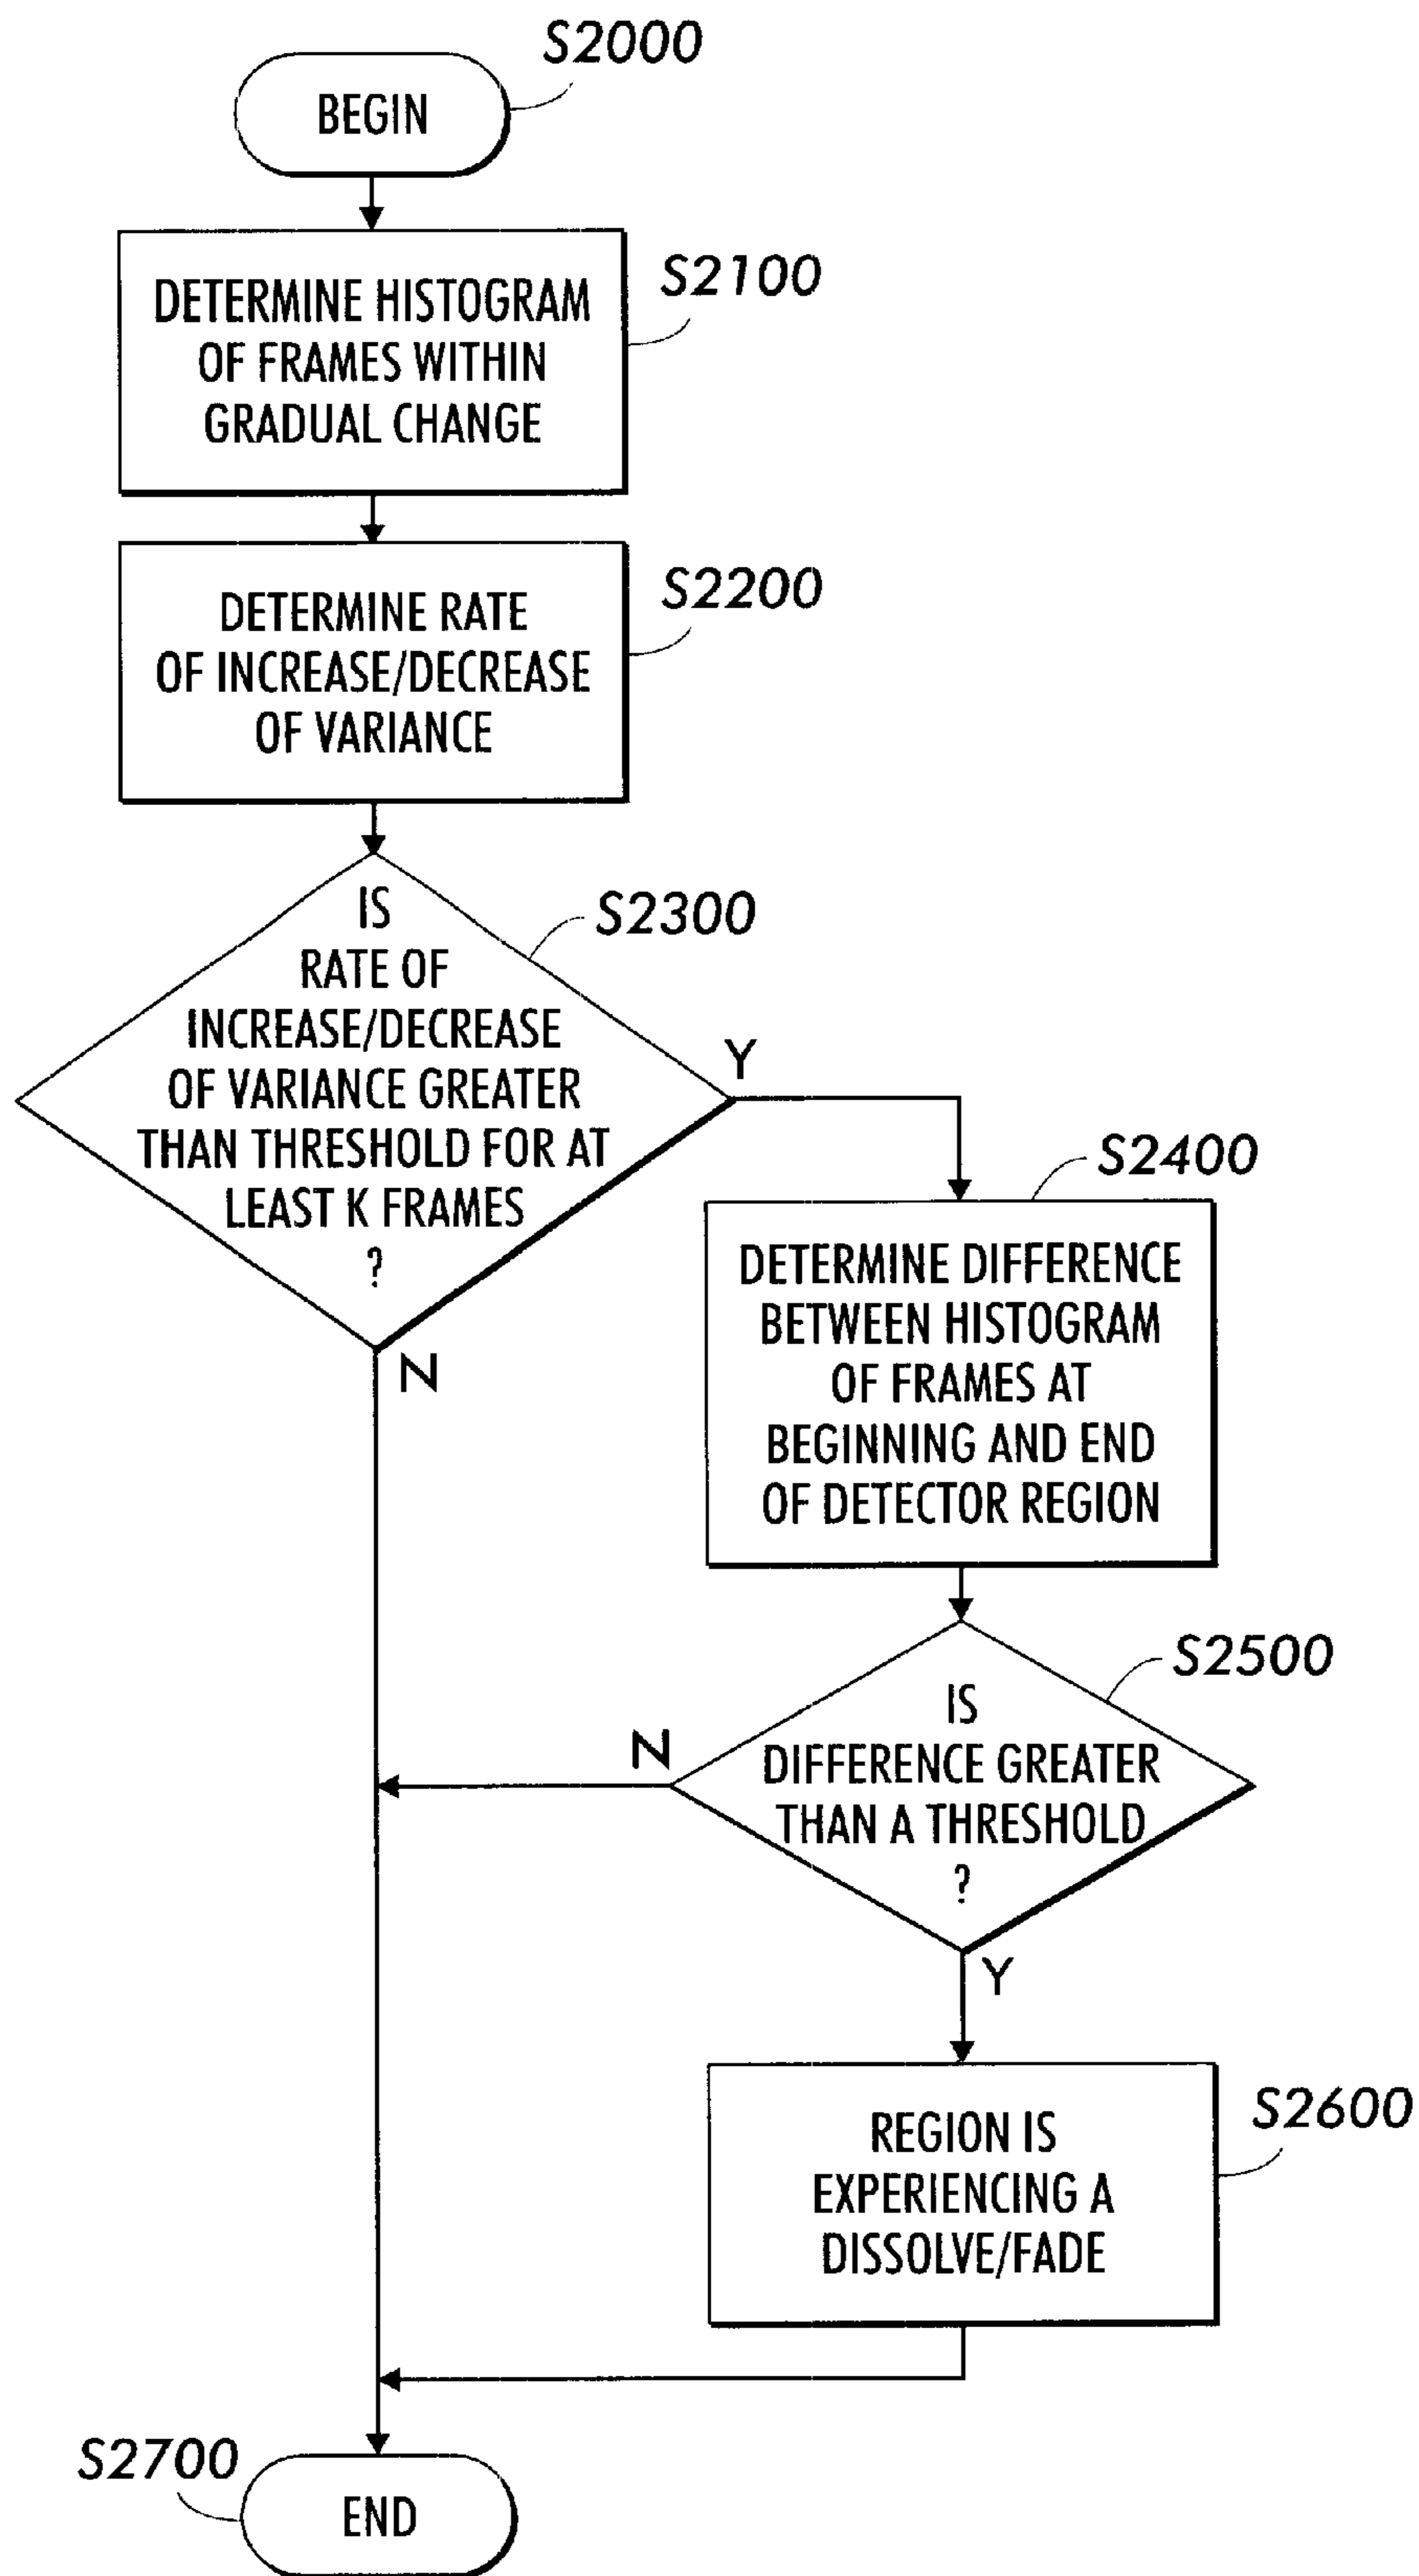 S2000
BEGIN
S2100
DETERMINE HISTOGRAM
OF FRAMES WITHIN
GRADUAL CHANGE
S2200
DETERMINE RATE
OF INCREASE/DECREASE
OF VARIANCE
S2300
IS
RATE OF
INCREASE/DECREASE
OF VARIANCE GREATER
THAN THRESHOLD FOR AT
LEAST K FRAMES
?
Y
N
S2400
DETERMINE DIFFERENCE
BETWEEN HISTOGRAM
OF FRAMES AT
BEGINNING AND END
OF DETECTOR REGION
S2500
IS
DIFFERENCE GREATER
THAN A THRESHOLD
?
N
Y
S2600
REGION IS
EXPERIENCING A
DISSOLVE/FADE
S2700
END